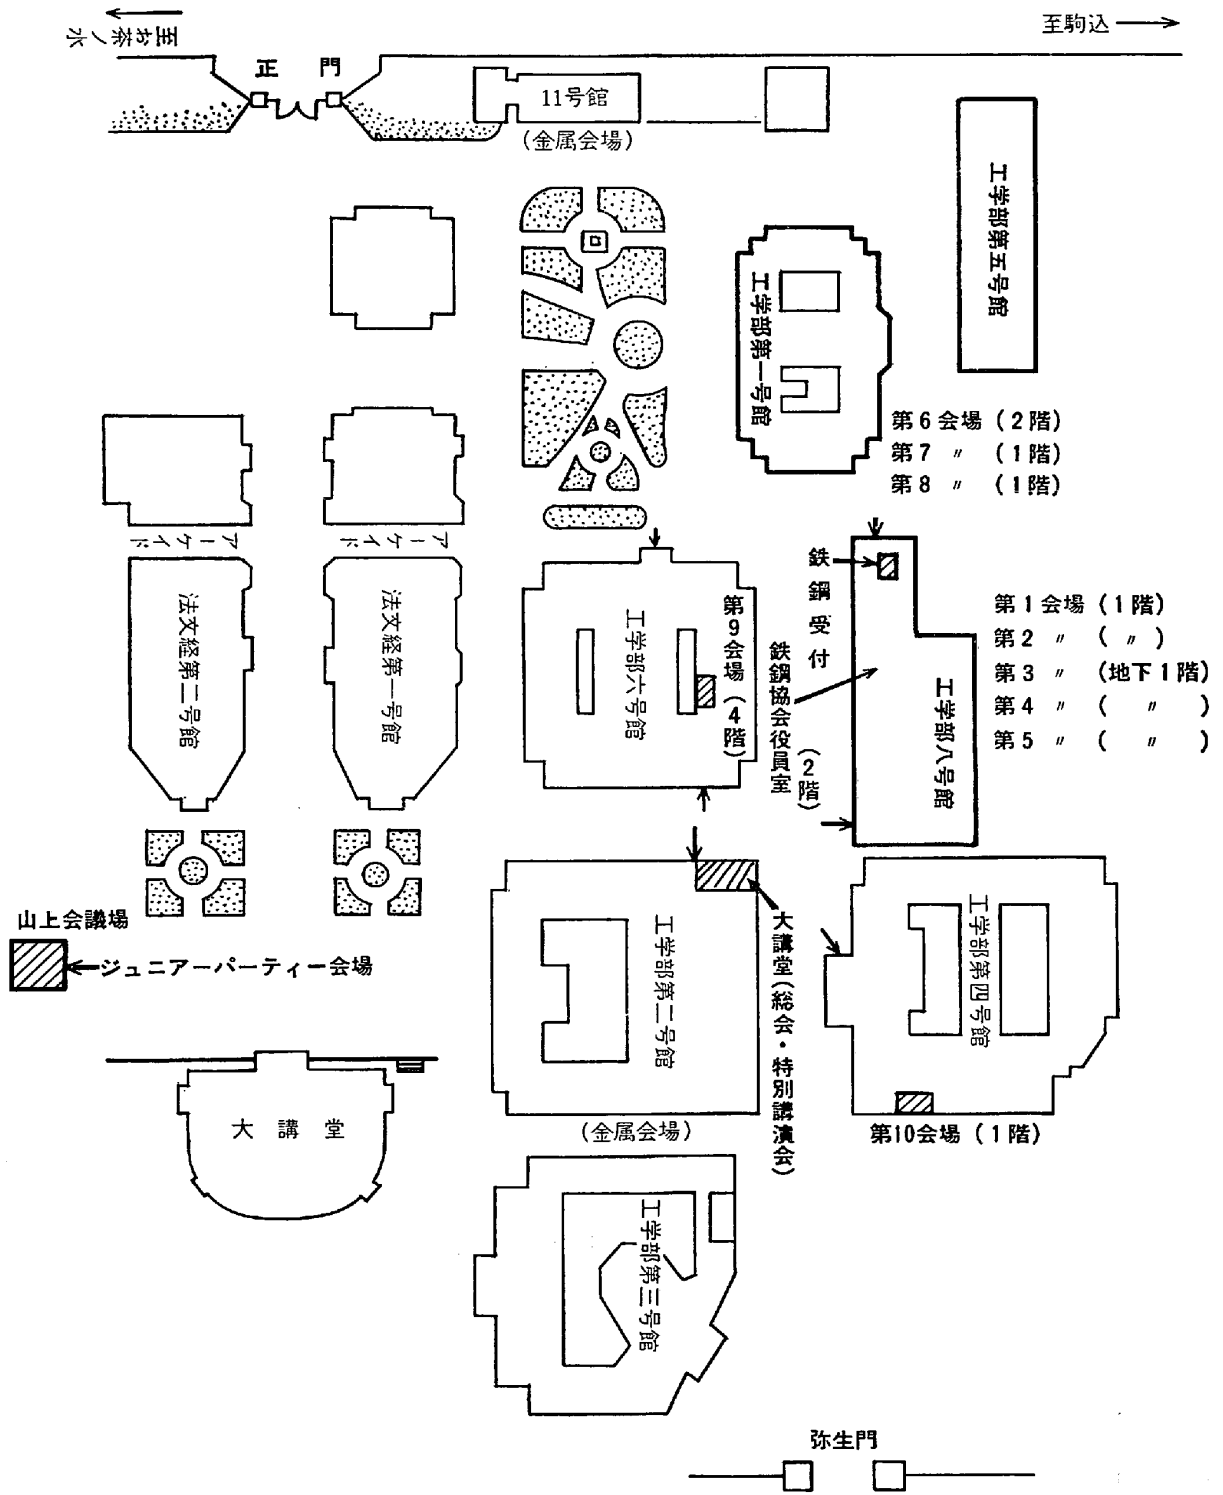 至お茶ノ水
至駒込
正門
11号館
(金属会場)
工学部第五号館
工学部第一号館
第6会場(2階)
第7 〃 (1階)
第8 〃 (1階)
アーケイド
アーケイド
法文経第二号館
法文経第一号館
工学部六号館
第9会場(4階)
鉄鋼受付
鉄鋼協会役員室(2階)
工学部八号館
第1会場(1階)
第2 〃 ( 〃 )
第3 〃 (地下1階)
第4 〃 ( 〃 )
第5 〃 ( 〃 )
山上会議場
ジュニアーパーティー会場
工学部第二号館
(金属会場)
大講堂(総会・特別講演会)
工学部第四号館
第10会場(1階)
大講堂
工学部第三号館
弥生門